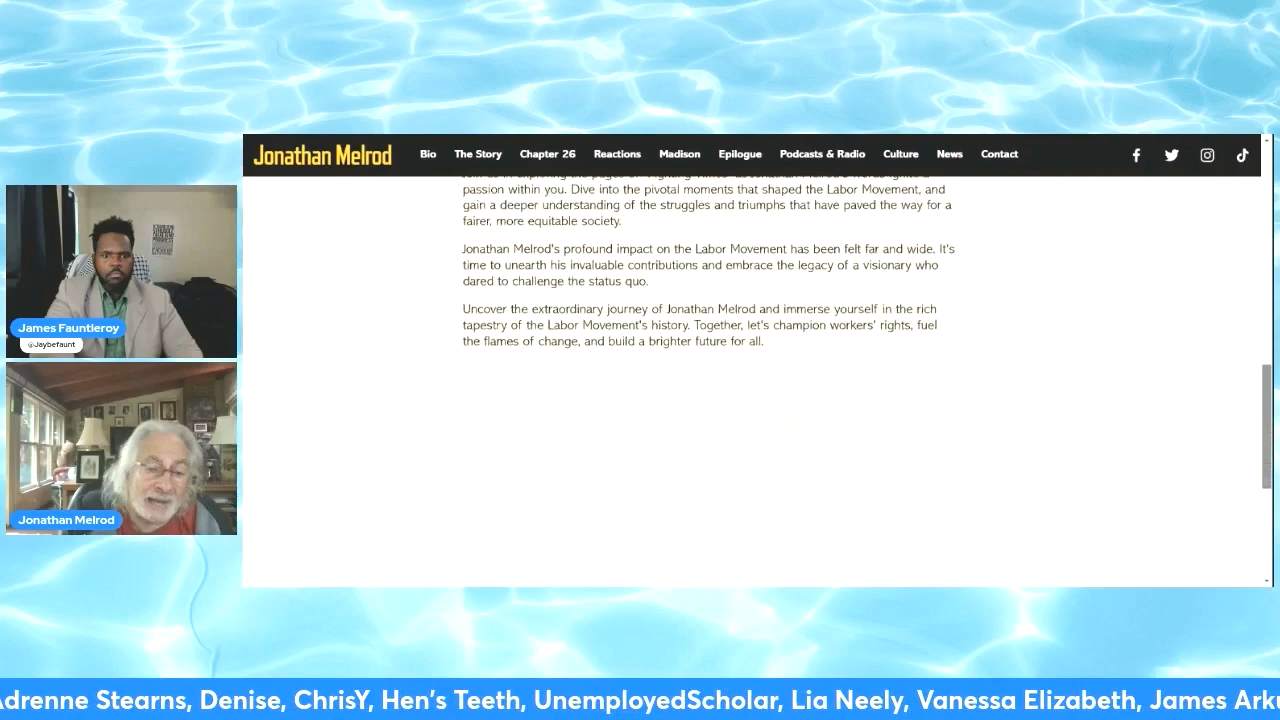 Jonathan Melrod
Bio The Story Chapter 26 Reactions Madison Epilogue Podcasts & Radio Culture News Contact
passion within you. Dive into the pivotal moments that shaped the Labor Movement, and
gain a deeper understanding of the struggles and triumphs that have paved the way for a
fairer, more equitable society.
Jonathan Melrod's profound impact on the Labor Movement has been felt far and wide. It's
time to unearth his invaluable contributions and embrace the legacy of a visionary who
dared to challenge the status quo.
Uncover the extraordinary journey of Jonathan Melrod and immerse yourself in the rich
tapestry of the Labor Movement's history. Together, let's champion workers' rights, fuel
the flames of change, and build a brighter future for all.
James Fauntleroy
@Jaybefaunt
Jonathan Melrod
Adrenne Stearns, Denise, ChrisY, Hen's Teeth, UnemployedScholar, Lia Neely, Vanessa Elizabeth, James